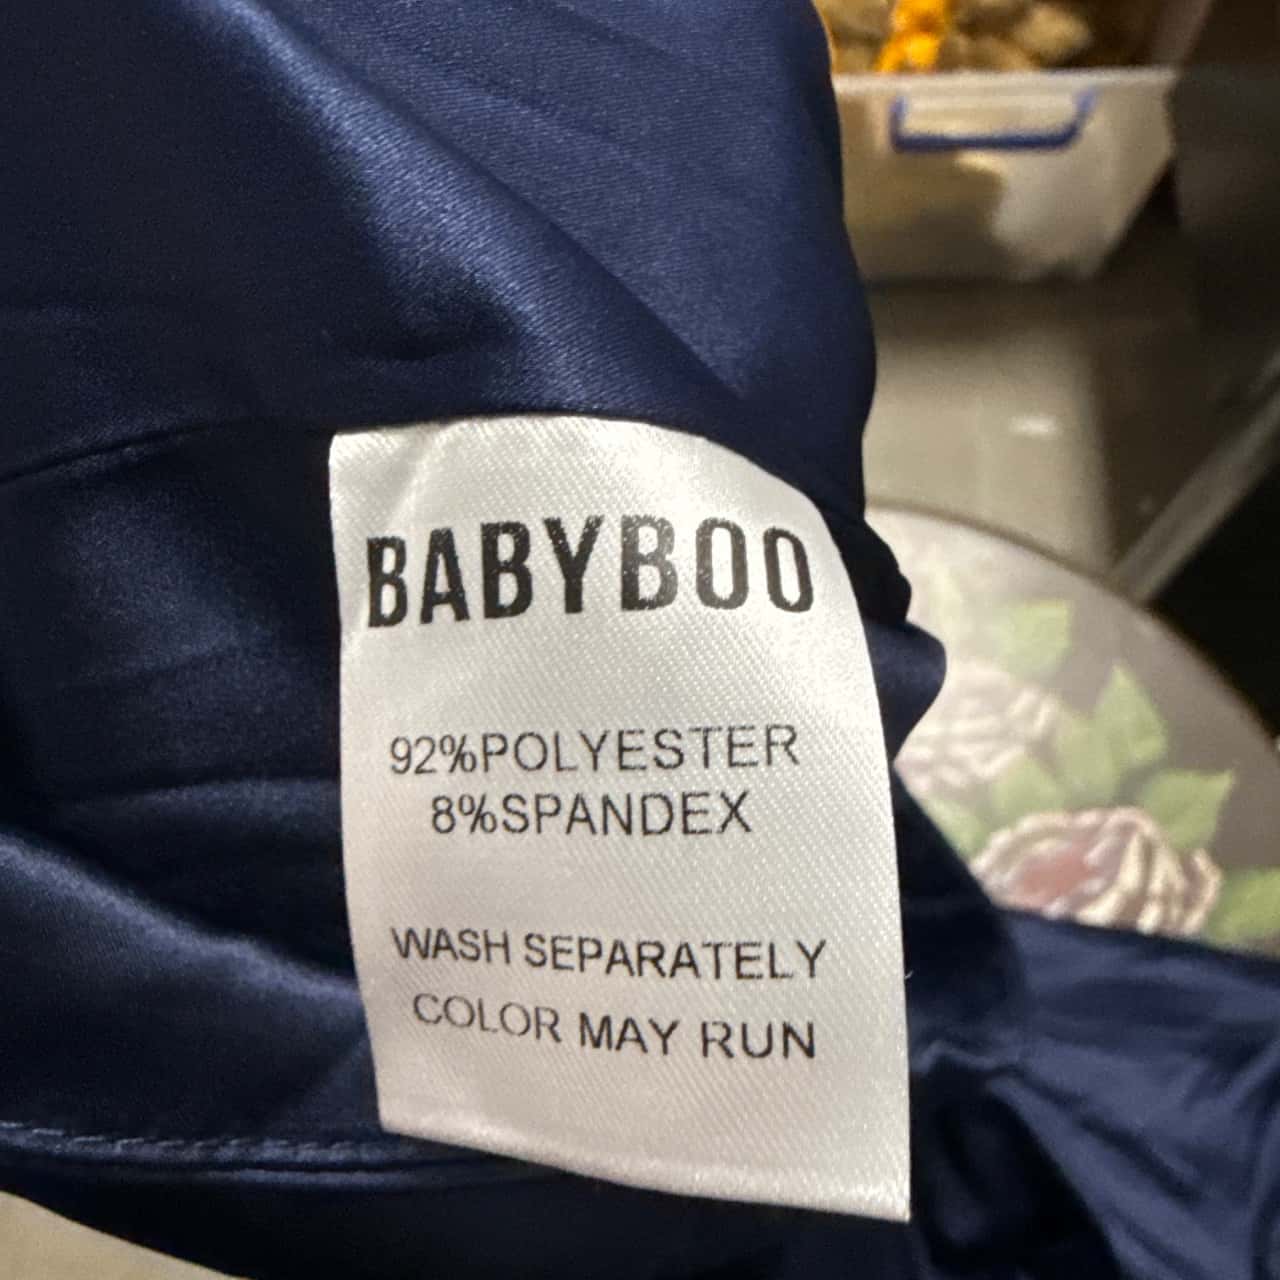 BABYBOO
92%POLYESTER
8%SPANDEX
WASH SEPARATELY
COLOR MAY RUN